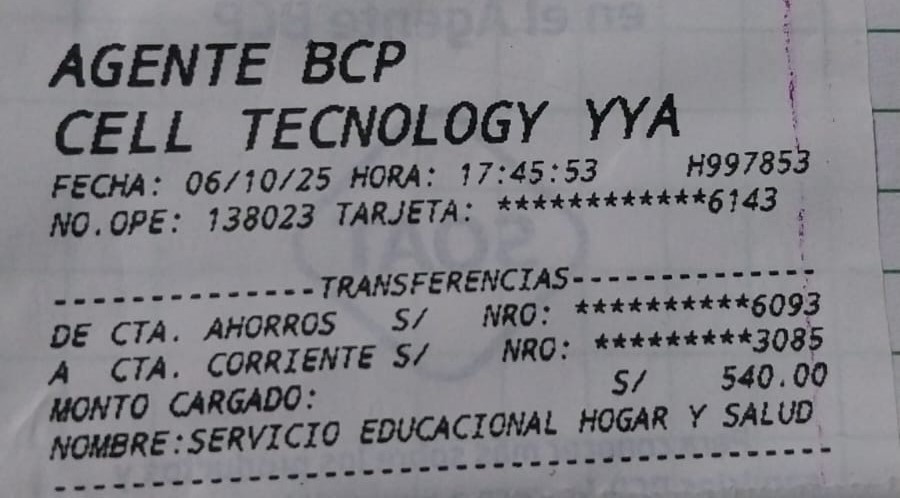 AGENTE BCP
CELL TECNOLOGY YYA
FECHA: 06/10/25 HORA: 17:45:53 H997853
NO.OPE: 138023 TARJETA: ************6143
---------------TRANSFERENCIAS--------------
DE CTA. AHORROS S/ NRO: **********6093
A CTA. CORRIENTE S/ NRO: *********3085
MONTO CARGADO: S/ 540.00
NOMBRE:SERVICIO EDUCACIONAL HOGAR Y SALUD